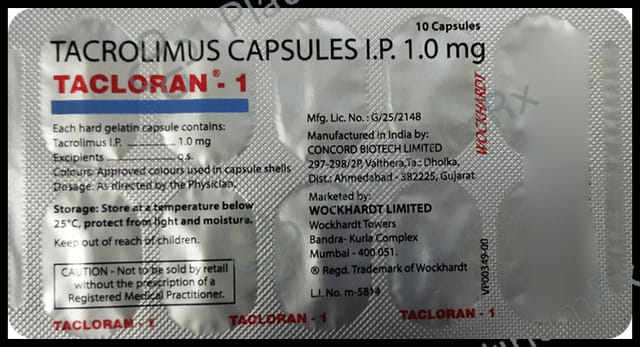 10 Capsules
TACROLIMUS CAPSULES I.P. 1.0 mg
TACLORAN® - 1
Each hard gelatin capsule contains:
Tacrolimus I.P. .............. 1.0 mg
Excipients .................... q.s.
Colours: Approved colours used in capsule shells
Dosage: As directed by the Physician.
Storage: Store at a temperature below
25°C, protect from light and moisture.
Keep out of reach of children.
CAUTION - Not to be sold by retail
without the prescription of a
Registered Medical Practitioner.
Mfg. Lic. No.: G/25/2148
Manufactured in India by:
CONCORD BIOTECH LIMITED
297-298/2P, Valthera,Ta.: Dholka,
Dist.: Ahmedabad - 382225, Gujarat
Marketed by:
WOCKHARDT LIMITED
Wockhardt Towers
Bandra- Kurla Complex
Mumbai - 400 051.
® Regd. Trademark of Wockhardt
L.I. No. m-5814
WOCKHARDT
VP00349-00
TACLORAN - 1
TACLORAN - 1
TACLORAN - 1